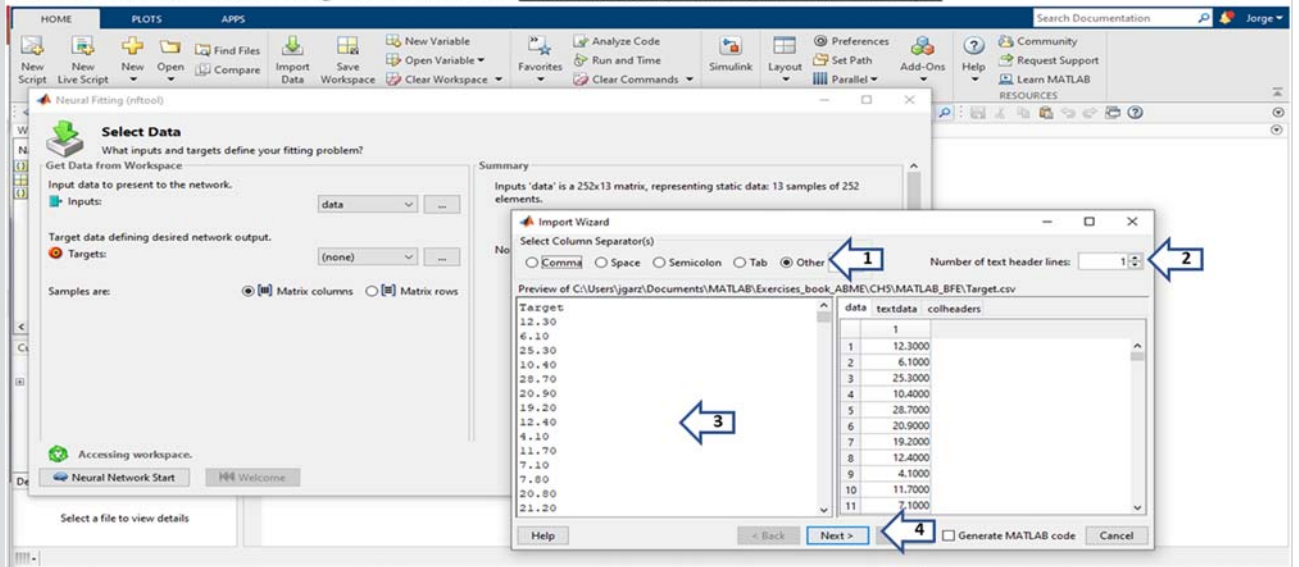 HOME PLOTS APPS Search Documentation Jorge
New Script New Live Script New Open Find Files Compare Import Data Save Workspace New Variable Open Variable Clear Workspace Favorites Analyze Code Run and Time Clear Commands Simulink Layout Preferences Set Path Parallel Add-Ons Help Community Request Support Learn MATLAB
RESOURCES
Neural Fitting (nftool)
Select Data
What inputs and targets define your fitting problem?
Get Data from Workspace
Input data to present to the network.
Inputs: data ...
Target data defining desired network output.
Targets: (none) ...
Samples are: Matrix columns Matrix rows
Summary
Inputs 'data' is a 252x13 matrix, representing static data: 13 samples of 252
elements.
No
Accessing workspace.
Neural Network Start Welcome
Select a file to view details
Import Wizard
Select Column Separator(s)
Comma Space Semicolon Tab Other 1 Number of text header lines: 1 2
Preview of C:\Users\jgarz\Documents\MATLAB\Exercises_book_ABME\CH5\MATLAB_BFE\Target.csv
Target
12.30
6.10
25.30
10.40
28.70
20.90
19.20
12.40
4.10
11.70
7.10
7.80
20.80
21.20
3
data textdata colheaders
1
1 12.3000
2 6.1000
3 25.3000
4 10.4000
5 28.7000
6 20.9000
7 19.2000
8 12.4000
9 4.1000
10 11.7000
11 7.1000
Help < Back Next > 4 Generate MATLAB code Cancel